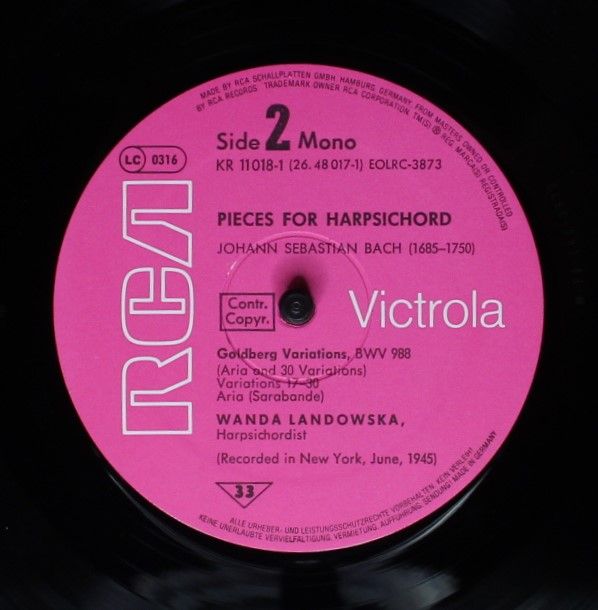 MADE BY RCA SCHALLPLATTEN GMBH. HAMBURG, GERMANY, FROM MASTERS OWNED OR CONTROLLED
BY RCA RECORDS TRADEMARK OWNER RCA CORPORATION. TM(S) ® REG. MARCA(S) REGISTRADA(S)
Side 2 Mono
KR 11018-1 (26. 48 017-1) EOLRC-3873
LC 0316
RCA
PIECES FOR HARPSICHORD
JOHANN SEBASTIAN BACH (1685–1750)
Contr.
Copyr.
Victrola
Goldberg Variations, BWV 988
(Aria and 30 Variations)
Variations 17–30
Aria (Sarabande)
WANDA LANDOWSKA,
Harpsichordist
(Recorded in New York, June, 1945)
33
ALLE URHEBER- UND LEISTUNGSSCHUTZRECHTE VORBEHALTEN. KEIN VERLEIH!
KEINE UNERLAUBTE VERVIELFÄLTIGUNG, VERMIETUNG, AUFFÜHRUNG, SENDUNG! MADE IN GERMANY